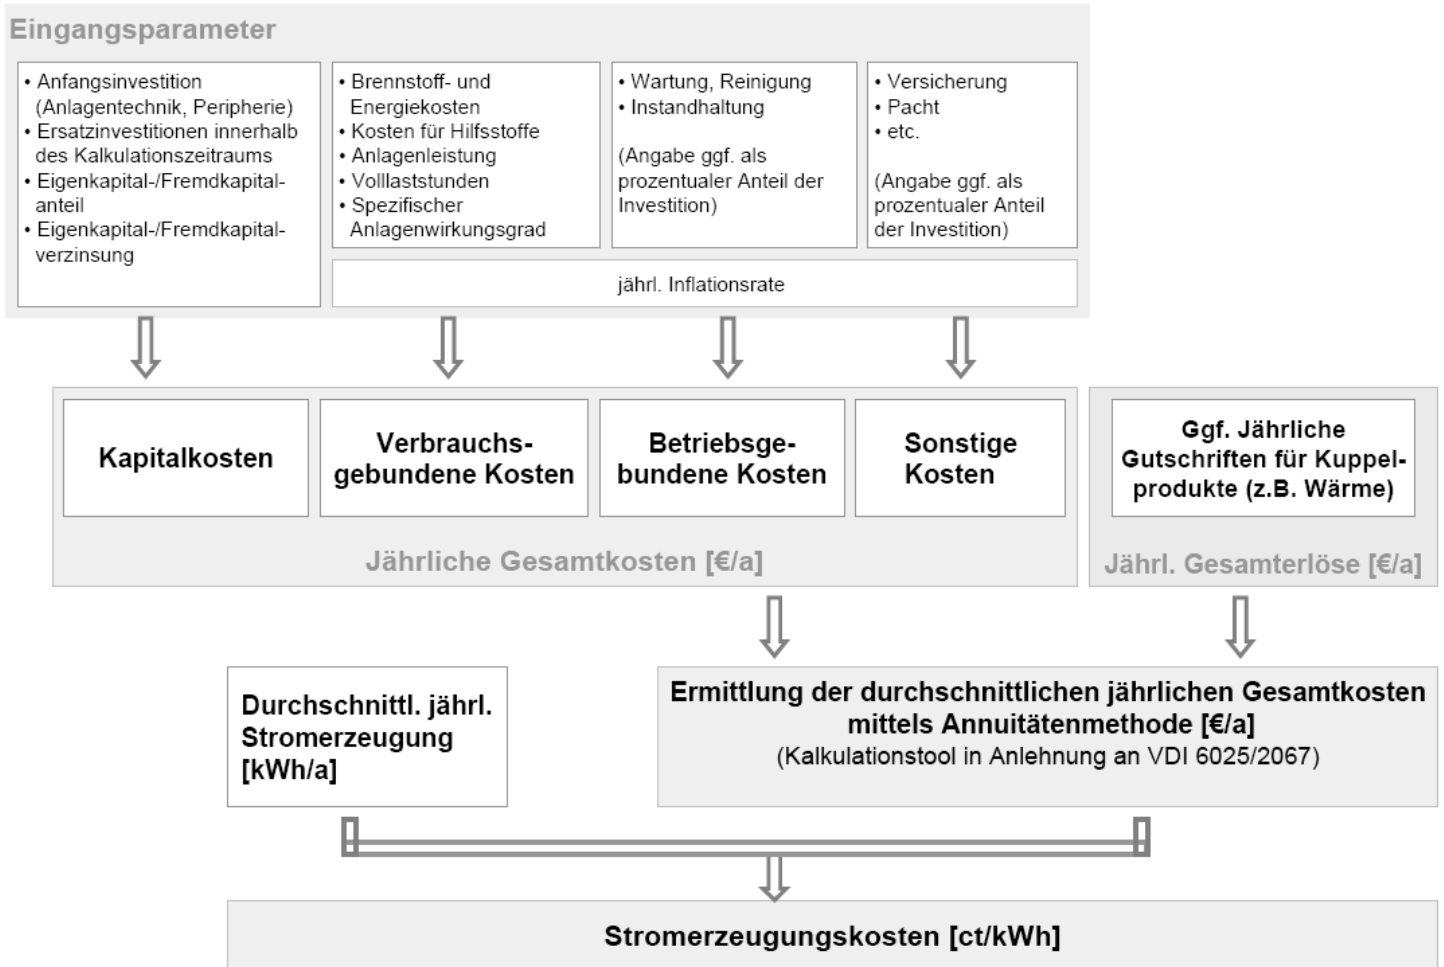 Eingangsparameter
• Anfangsinvestition
(Anlagentechnik, Peripherie)
• Ersatzinvestitionen innerhalb
des Kalkulationszeitraums
• Eigenkapital-/Fremdkapital-
anteil
• Eigenkapital-/Fremdkapital-
verzinsung
• Brennstoff- und
Energiekosten
• Kosten für Hilfsstoffe
• Anlagenleistung
• Volllaststunden
• Spezifischer
Anlagenwirkungsgrad
• Wartung, Reinigung
• Instandhaltung
(Angabe ggf. als
prozentualer Anteil der
Investition)
• Versicherung
• Pacht
• etc.
(Angabe ggf. als
prozentualer Anteil
der Investition)
jährl. Inflationsrate
Kapitalkosten
Verbrauchs-
gebundene Kosten
Betriebsge-
bundene Kosten
Sonstige
Kosten
Jährliche Gesamtkosten [€/a]
Ggf. Jährliche
Gutschriften für Kuppel-
produkte (z.B. Wärme)
Jährl. Gesamterlöse [€/a]
Durchschnittl. jährl.
Stromerzeugung
[kWh/a]
Ermittlung der durchschnittlichen jährlichen Gesamtkosten
mittels Annuitätenmethode [€/a]
(Kalkulationstool in Anlehnung an VDI 6025/2067)
Stromerzeugungskosten [ct/kWh]